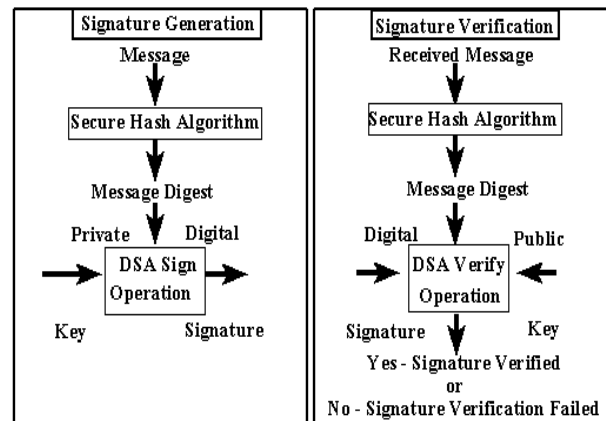 Signature Generation
Message
Secure Hash Algorithm
Message Digest
Private Digital
DSA Sign
Operation
Key Signature
Signature Verification
Received Message
Secure Hash Algorithm
Message Digest
Digital Public
DSA Verify
Operation
Signature Key
Yes - Signature Verified
or
No - Signature Verification Failed